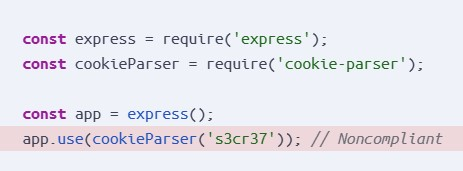 const express = require('express');
const cookieParser = require('cookie-parser');
const app = express();
app.use(cookieParser('s3cr37')); // Noncompliant